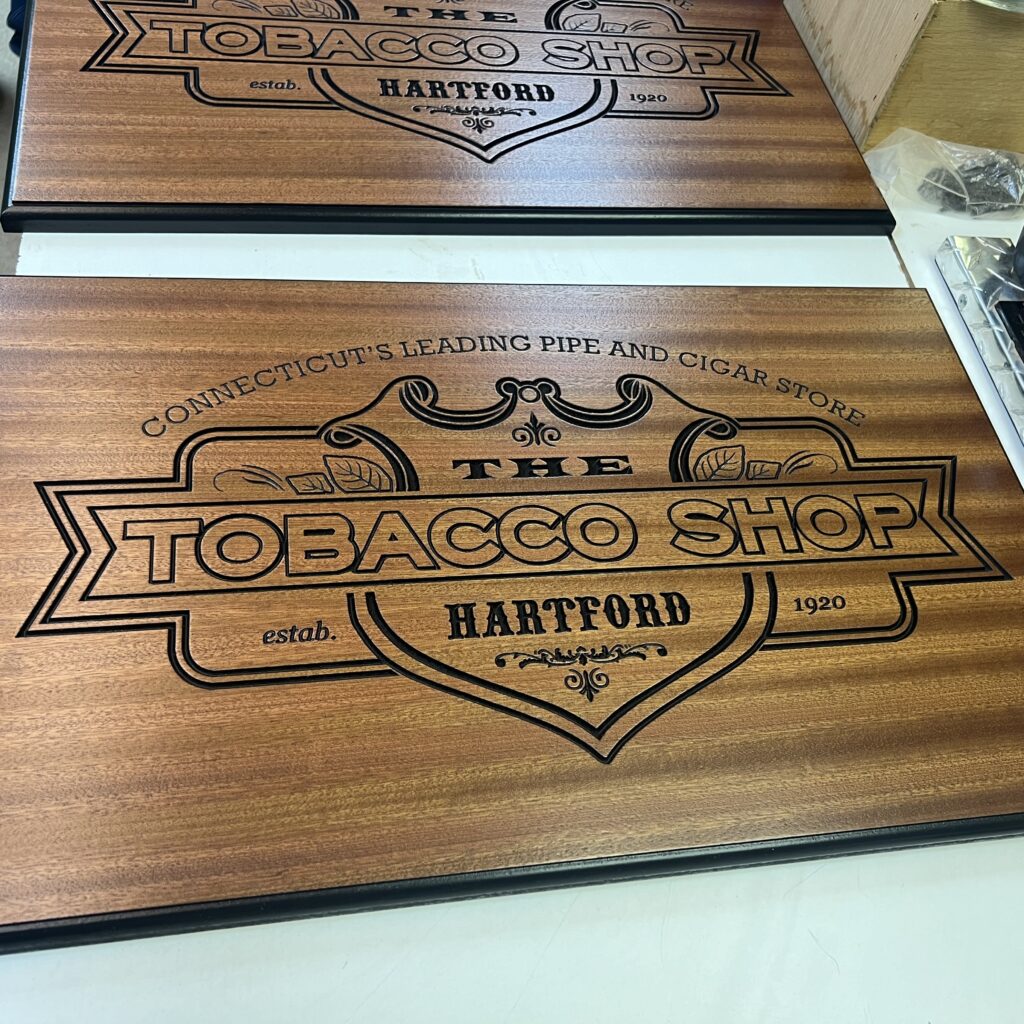 THE
TOBACCO SHOP
estab. HARTFORD 1920
CONNECTICUT'S LEADING PIPE AND CIGAR STORE
THE
TOBACCO SHOP
HARTFORD
estab. 1920